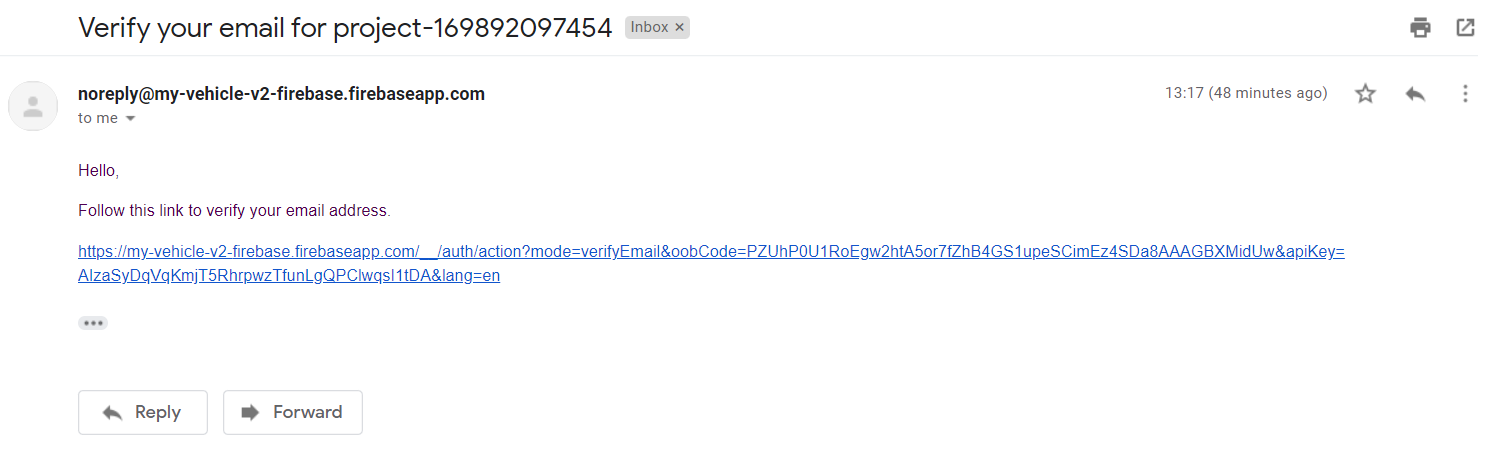 Verify your email for project-169892097454 Inbox ×
noreply@my-vehicle-v2-firebase.firebaseapp.com 13:17 (48 minutes ago)
to me
Hello,
Follow this link to verify your email address.
https://my-vehicle-v2-firebase.firebaseapp.com/__/auth/action?mode=verifyEmail&oobCode=PZUhP0U1RoEgw2htA5or7fZhB4GS1upeSCimEz4SDa8AAAGBXMidUw&apiKey=
AIzaSyDqVqKmjT5RhrpwzTfunLgQPClwqsl1tDA&lang=en
Reply Forward